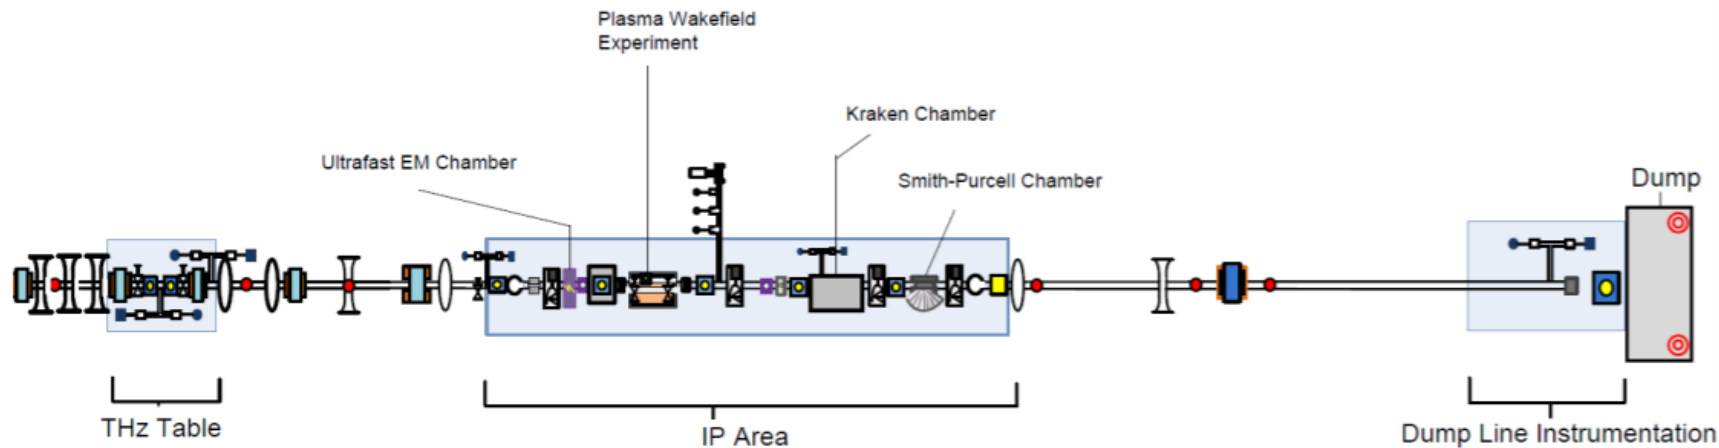 Plasma Wakefield
Experiment
Kraken Chamber
Ultrafast EM Chamber
Smith-Purcell Chamber
Dump
THz Table
IP Area
Dump Line Instrumentation